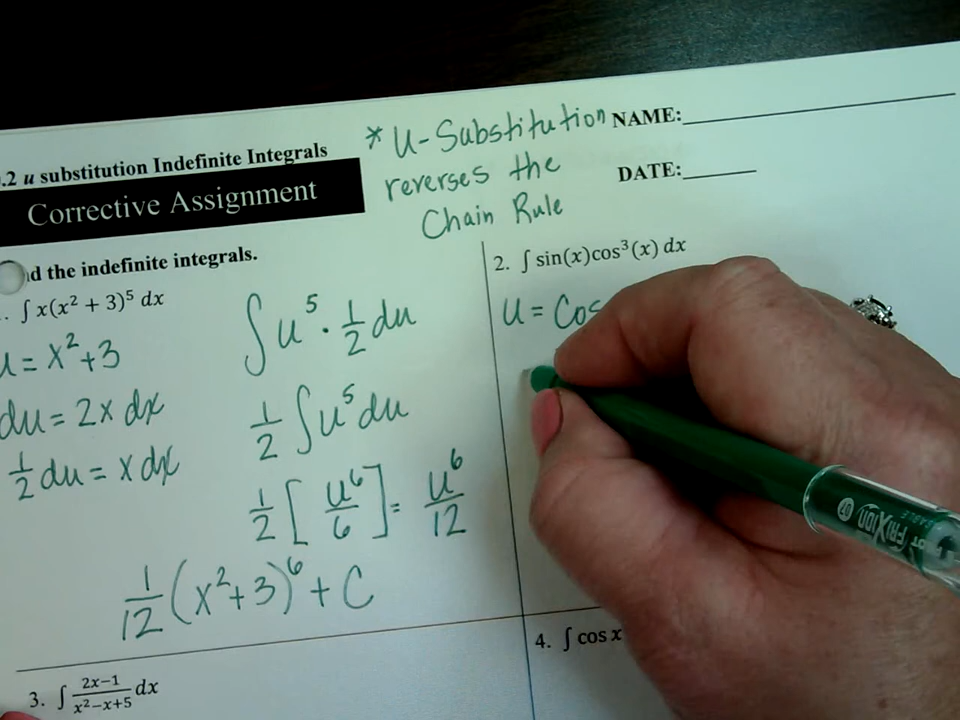 .2 u substitution Indefinite Integrals
Corrective Assignment
* U-Substitution
reverses the
Chain Rule
NAME:
DATE:
d the indefinite integrals.
. ∫ x(x² + 3)⁵ dx
u = x²+3
du = 2x dx
½ du = x dx
∫ u⁵ · ½ du
½ ∫ u⁵ du
½ [ u⁶/6 ] = u⁶/12
1/12 (x²+3)⁶ + C
2. ∫ sin(x)cos³(x) dx
u = Cos
3. ∫ (2x−1)/(x²−x+5) dx
4. ∫ cos x
FRIXION
07